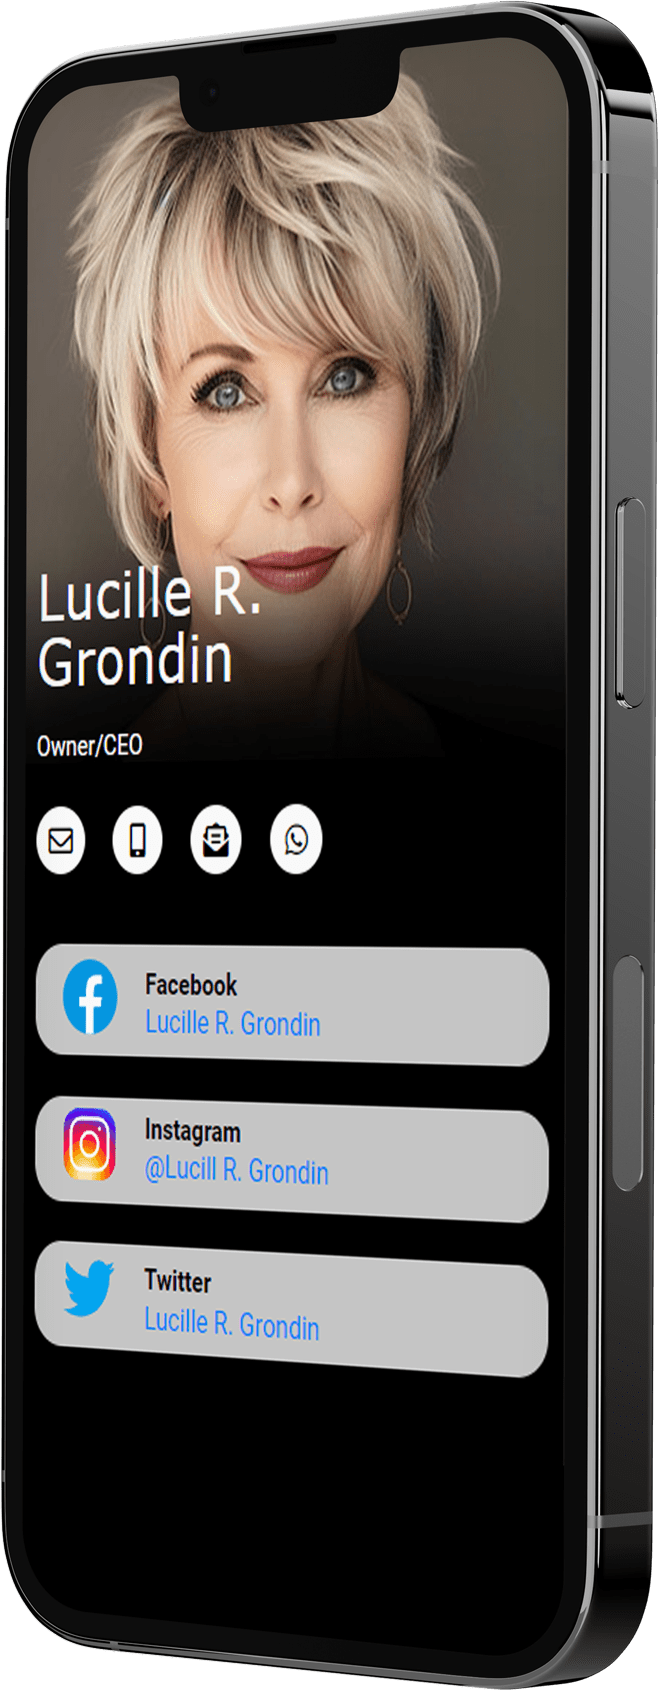 Lucille R.
Grondin
Owner/CEO
Facebook
Lucille R. Grondin
Instagram
@Lucill R. Grondin
Twitter
Lucille R. Grondin